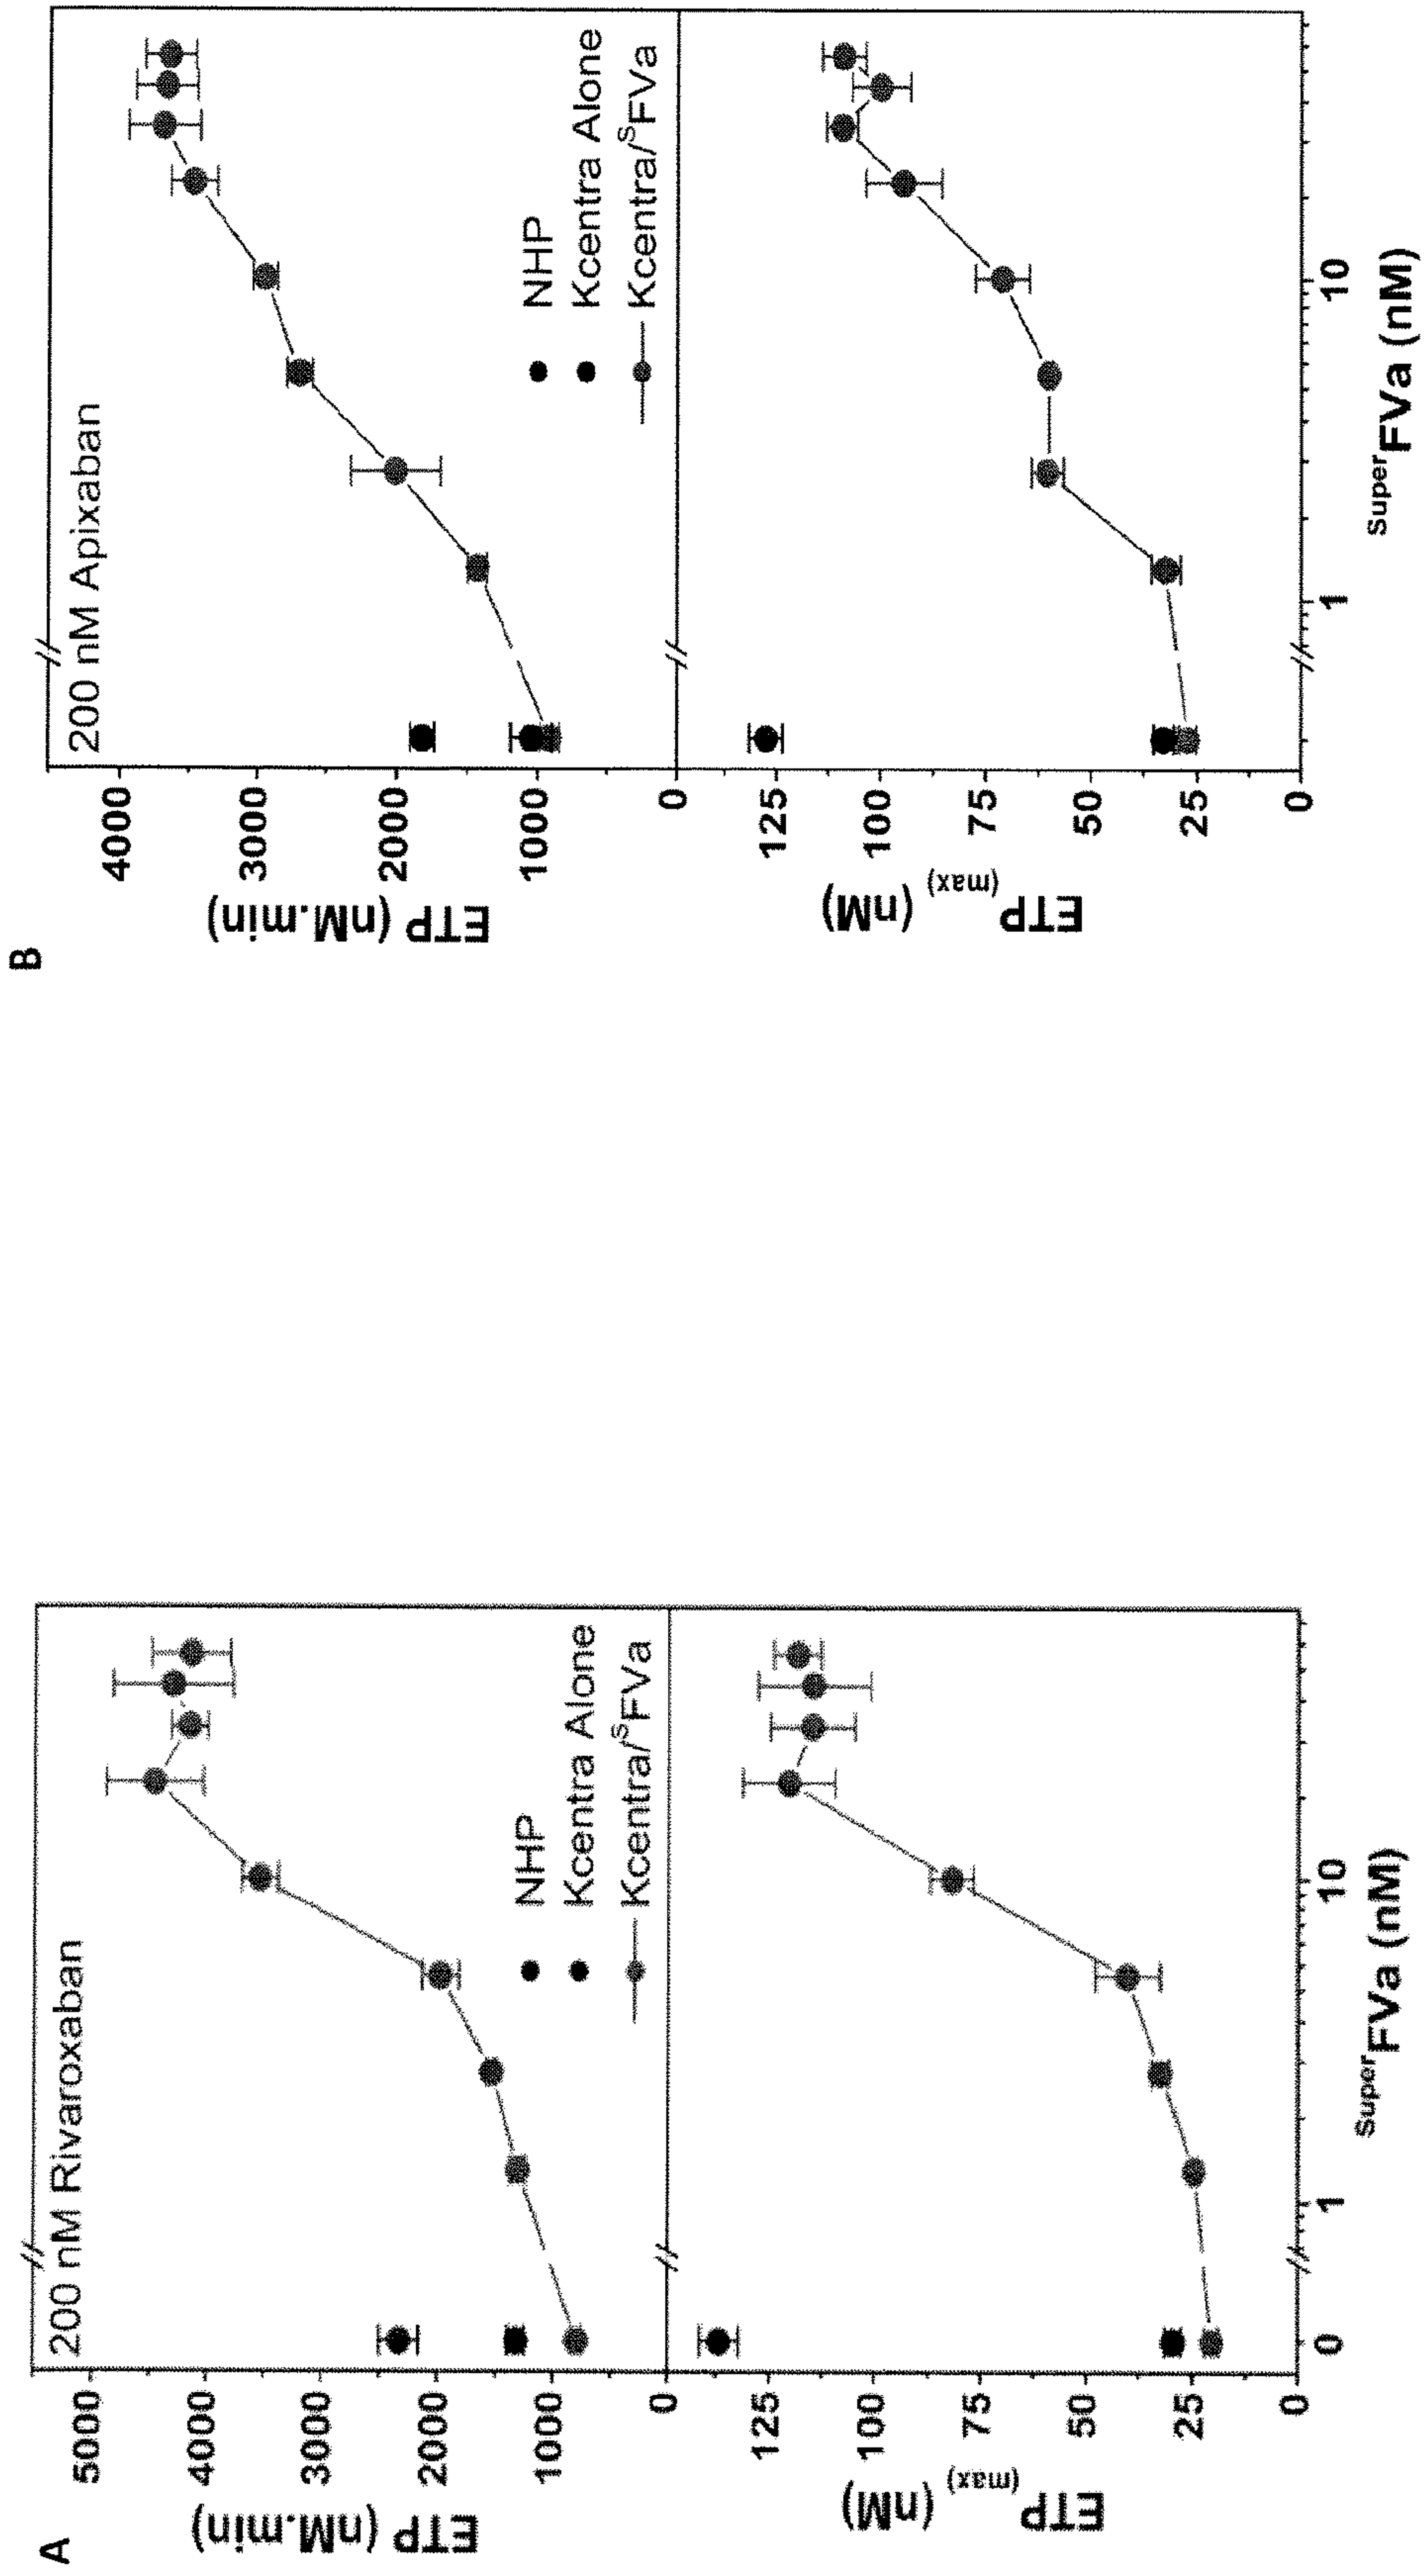 A
200 nM Rivaroxaban
ETP (nM.min)
5000
4000
3000
2000
1000
0
NHP
Kcentra Alone
Kcentra/SFVa
ETP(max) (nM)
125
100
75
50
25
0
0 1 10
SuperFVa (nM)
B
200 nM Apixaban
ETP (nM.min)
4000
3000
2000
1000
0
NHP
Kcentra Alone
Kcentra/SFVa
ETP(max) (nM)
125
100
75
50
25
0
1 10
SuperFVa (nM)